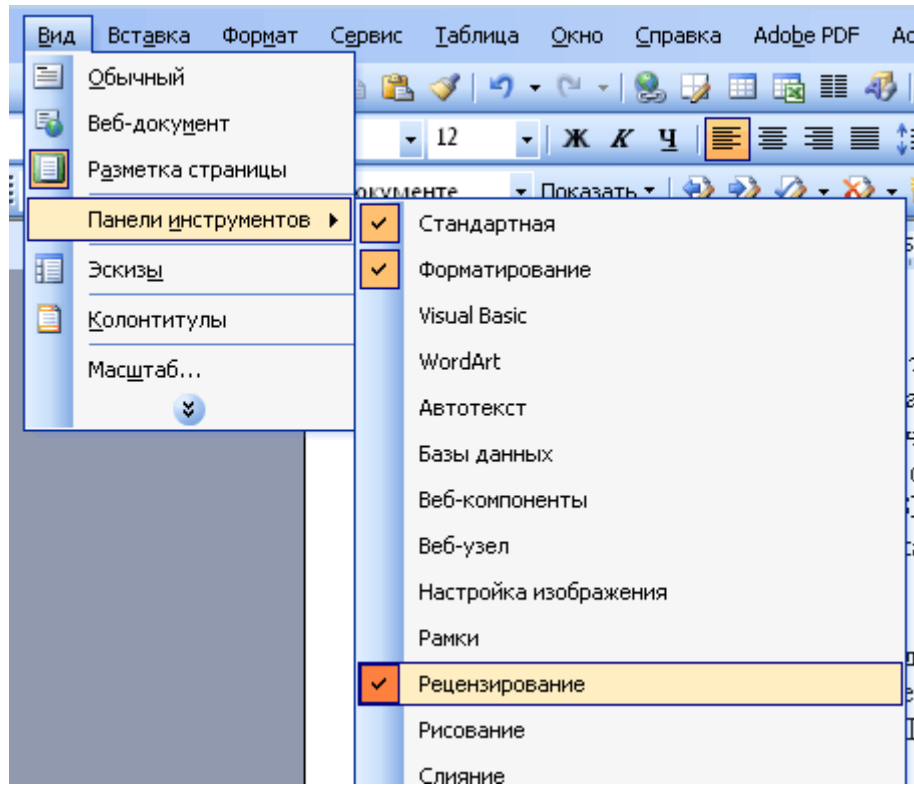 Вид Вставка Формат Сервис Таблица Окно Справка Adobe PDF
Обычный
Веб-документ
12 Ж К Ч
Разметка страницы
Показать
Панели инструментов
Стандартная
Эскизы
Форматирование
Visual Basic
Колонтитулы
WordArt
Масштаб...
Автотекст
Базы данных
Веб-компоненты
Веб-узел
Настройка изображения
Рамки
Рецензирование
Рисование
Слияние